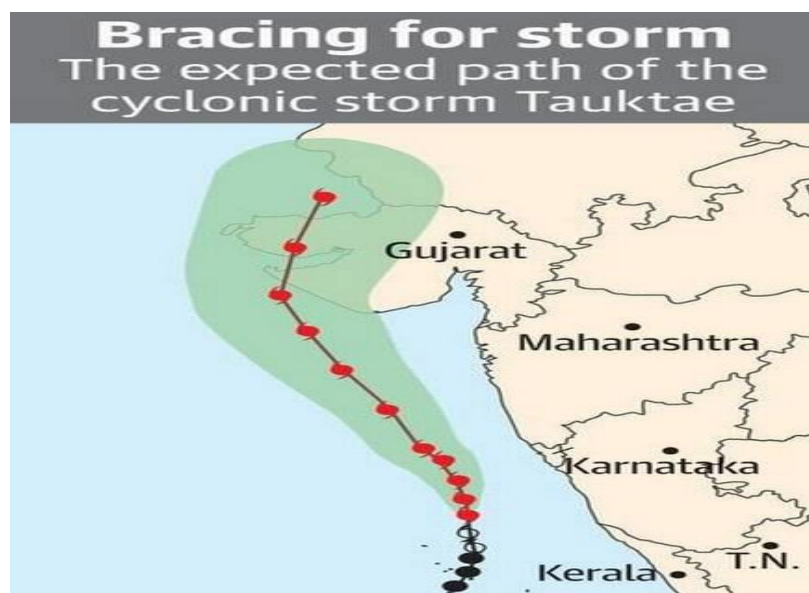 Bracing for storm
The expected path of the
cyclonic storm Tauktae
Gujarat
Maharashtra
Karnataka
Kerala
T.N.